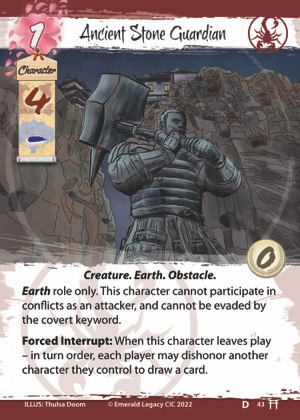 1
Ancient Stone Guardian
Character
4
0
Creature. Earth. Obstacle.
Earth role only. This character cannot participate in
conflicts as an attacker, and cannot be evaded by
the covert keyword.
Forced Interrupt: When this character leaves play
– in turn order, each player may dishonor another
character they control to draw a card.
ILLUS: Thulsa Doom © Emerald Legacy CIC 2022 D 43